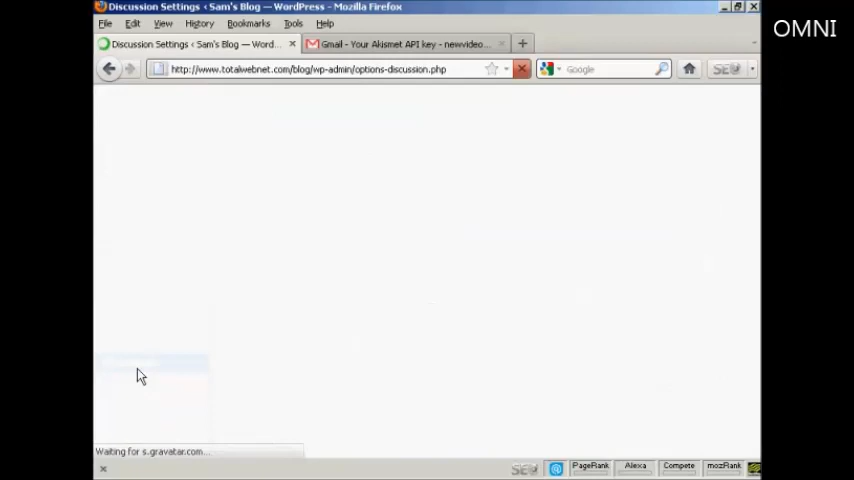 Discussion Settings ‹ Sam's Blog — WordPress - Mozilla Firefox
OMNI
File Edit View History Bookmarks Tools Help
Discussion Settings ‹ Sam's Blog — Word... Gmail - Your Akismet API key - newvideo...
http://www.totalwebnet.com/blog/wp-admin/options-discussion.php Google SEO
Waiting for s.gravatar.com...
SEO PageRank Alexa Compete mozRank